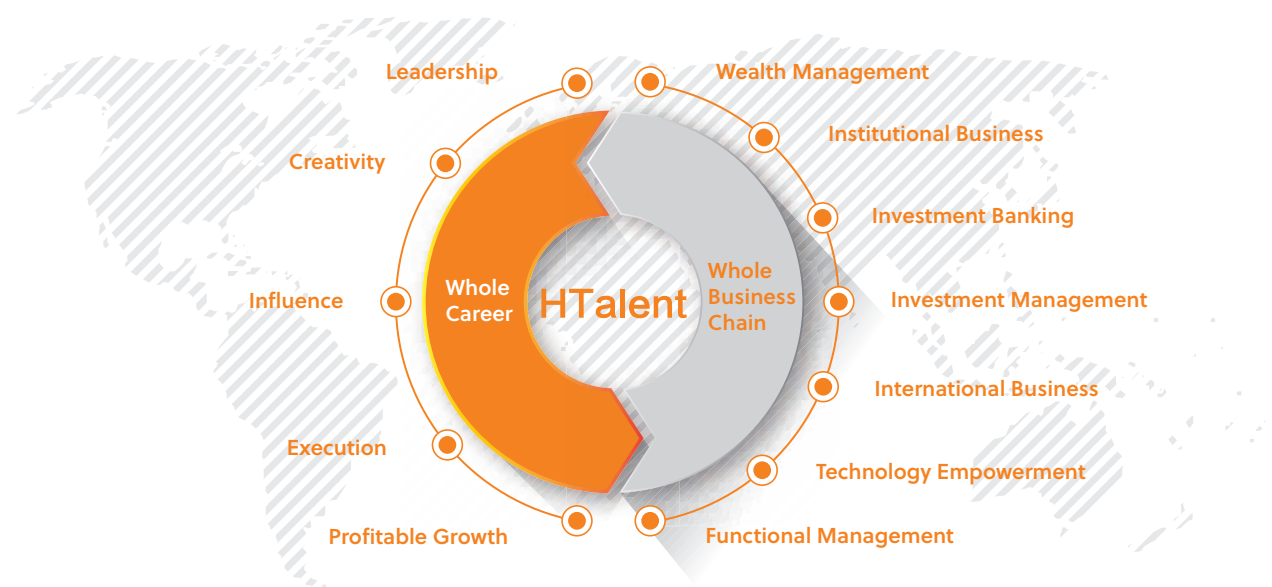 Leadership
Creativity
Influence
Execution
Profitable Growth
Whole
Career
HTalent
Whole
Business
Chain
Wealth Management
Institutional Business
Investment Banking
Investment Management
International Business
Technology Empowerment
Functional Management